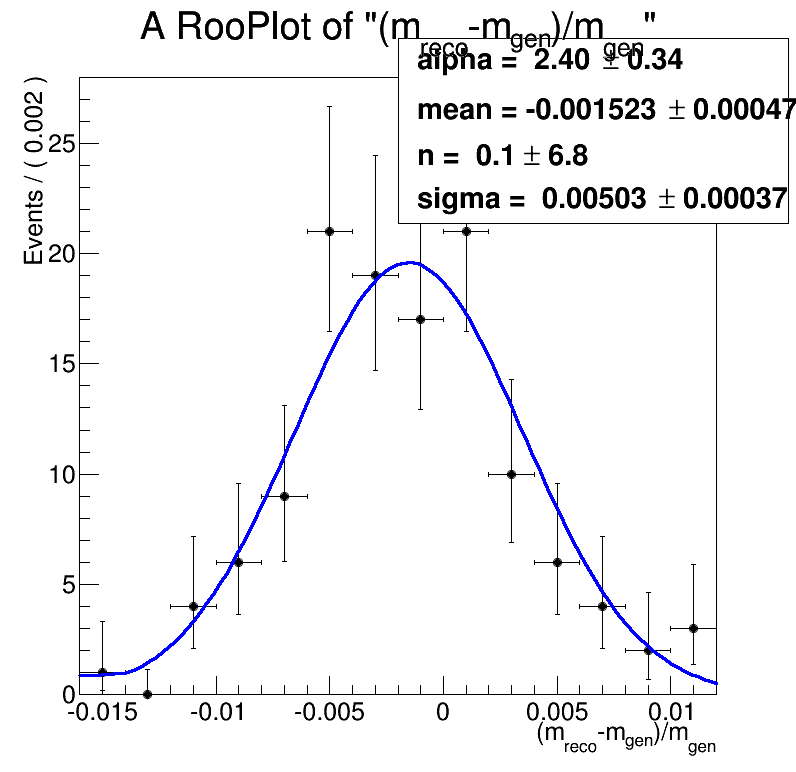 A RooPlot of "(m_reco-m_gen)/m_gen"
alpha = 2.40 ± 0.34
mean = -0.001523 ± 0.00047
n = 0.1 ± 6.8
sigma = 0.00503 ± 0.00037
Events / ( 0.002 )
25
20
15
10
5
0
-0.015 -0.01 -0.005 0 0.005 0.01
(m_reco-m_gen)/m_gen